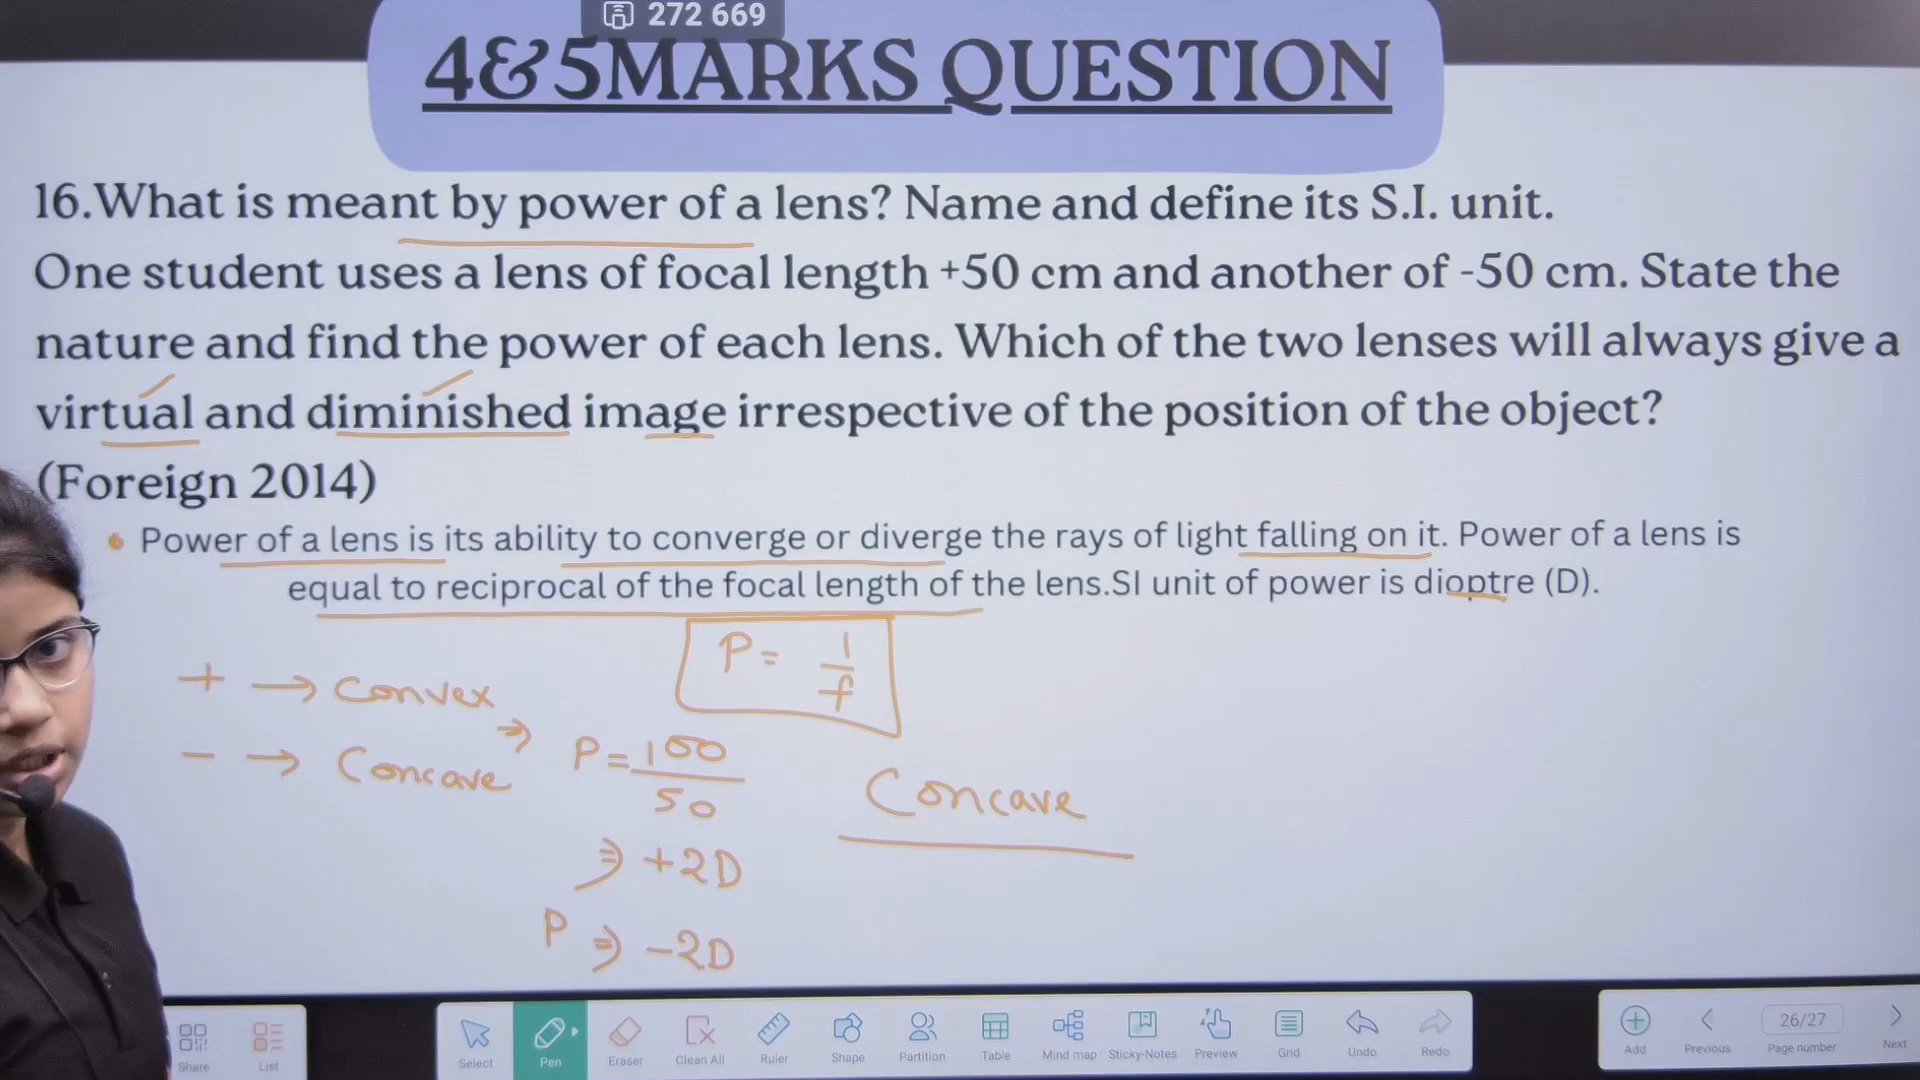 272 669
4&5MARKS QUESTION
16.What is meant by power of a lens? Name and define its S.I. unit.
One student uses a lens of focal length +50 cm and another of -50 cm. State the
nature and find the power of each lens. Which of the two lenses will always give a
virtual and diminished image irrespective of the position of the object?
(Foreign 2014)
Power of a lens is its ability to converge or diverge the rays of light falling on it. Power of a lens is
equal to reciprocal of the focal length of the lens.SI unit of power is dioptre (D).
P = 1/f
+ → Convex
- → Concave
⇒ P = 100/50
⇒ +2D
P ⇒ -2D
Concave
Share List Select Pen Eraser Clean All Ruler Shape Partition Table Mind map Sticky-Notes Preview Grid Undo Redo Add Previous 26/27 Page number Next